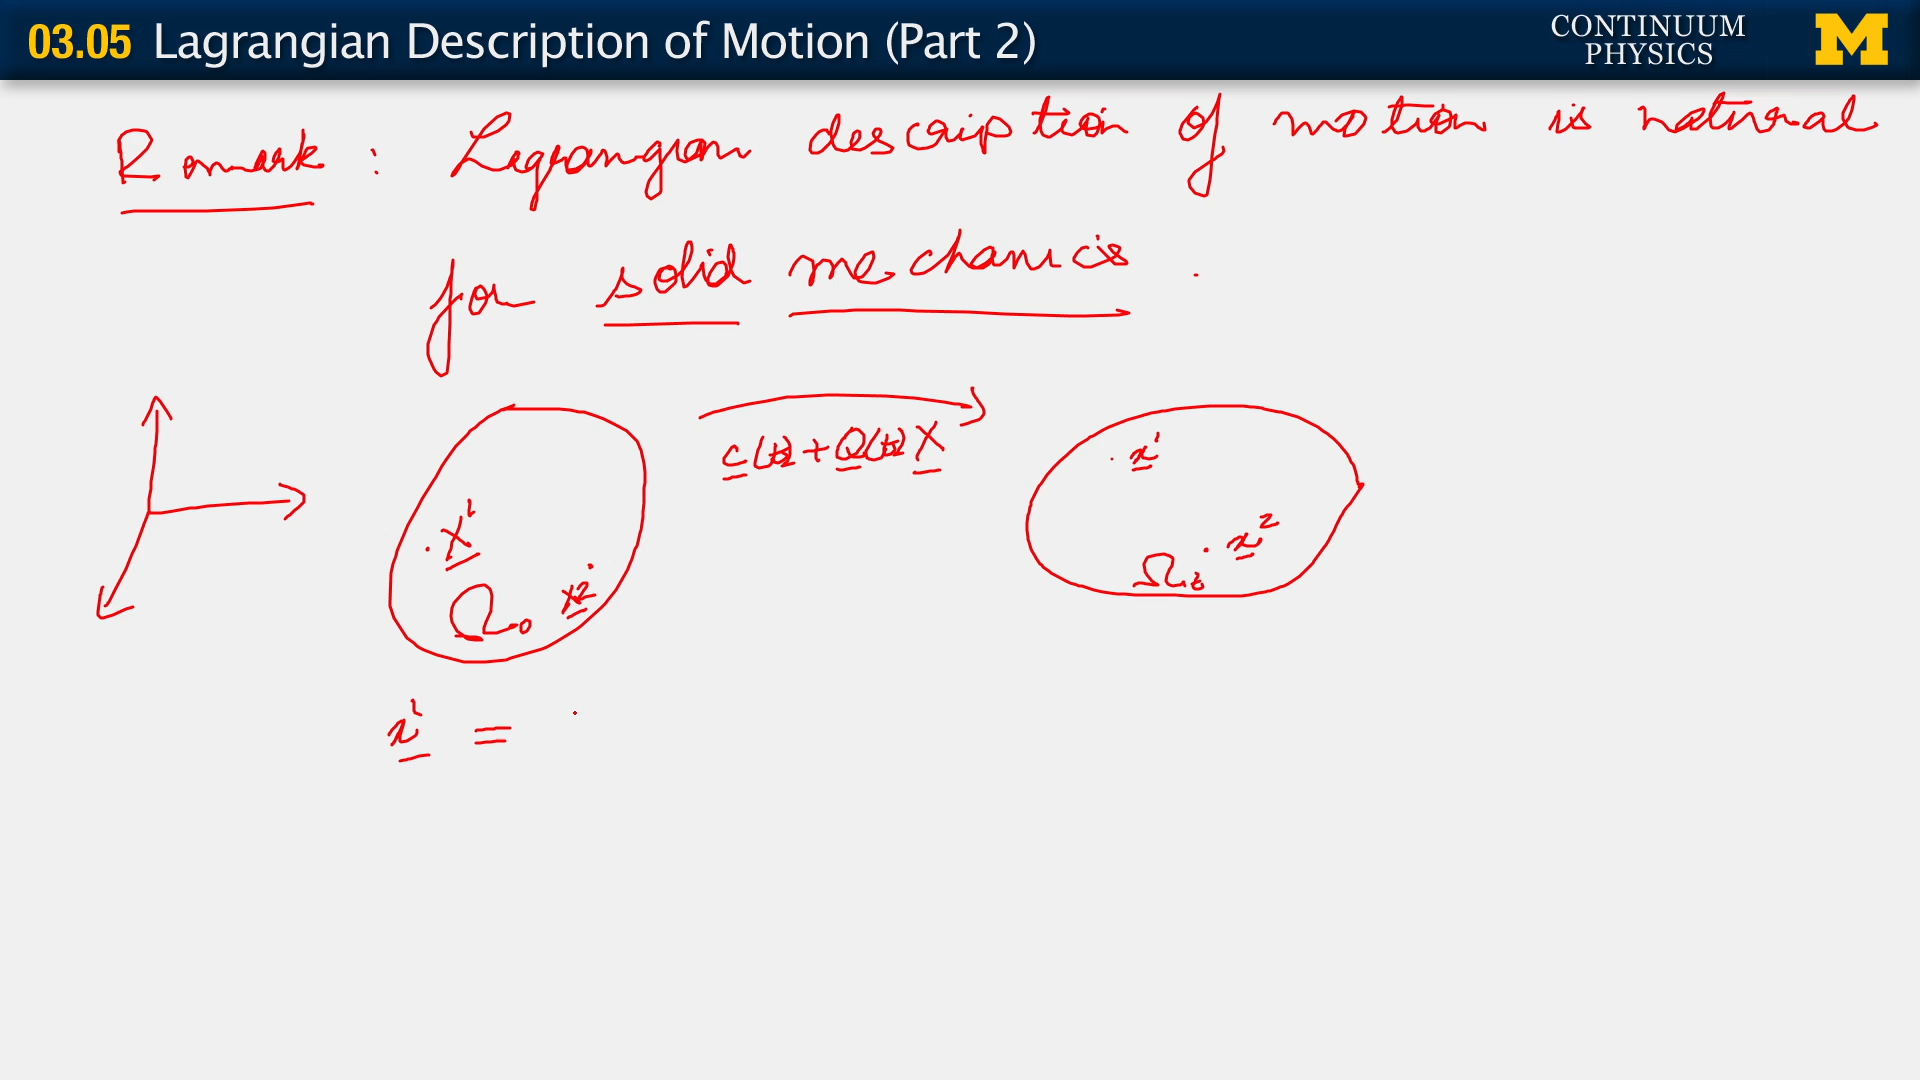 03.05 Lagrangian Description of Motion (Part 2)
CONTINUUM
PHYSICS
M
Remark: Lagrangian description of motion is natural
for solid mechanics.
c(t)+Q(t)X
X¹
Ω₀
X²
x¹
x²
Ωₜ
x¹ =